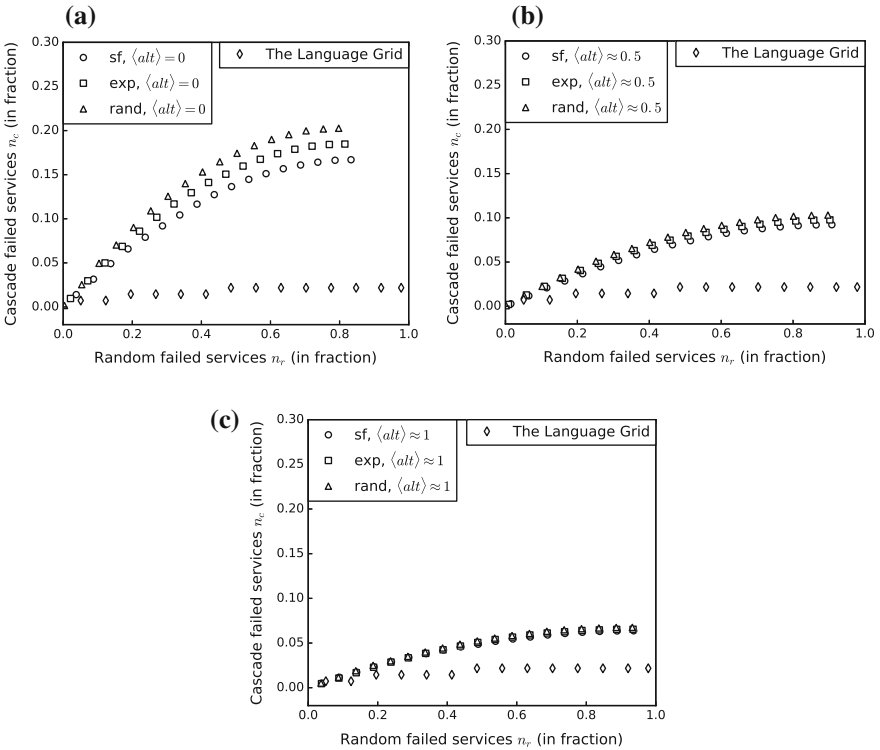 (a)
0.30
0.25
0.20
0.15
0.10
0.05
0.00
Cascade failed services n_c (in fraction)
sf, ⟨alt⟩ = 0
exp, ⟨alt⟩ = 0
rand, ⟨alt⟩ = 0
The Language Grid
0.0 0.2 0.4 0.6 0.8 1.0
Random failed services n_r (in fraction)
(b)
0.30
0.25
0.20
0.15
0.10
0.05
0.00
Cascade failed services n_c (in fraction)
sf, ⟨alt⟩ ≈ 0.5
exp, ⟨alt⟩ ≈ 0.5
rand, ⟨alt⟩ ≈ 0.5
The Language Grid
0.0 0.2 0.4 0.6 0.8 1.0
Random failed services n_r (in fraction)
(c)
0.30
0.25
0.20
0.15
0.10
0.05
0.00
Cascade failed services n_c (in fraction)
sf, ⟨alt⟩ ≈ 1
exp, ⟨alt⟩ ≈ 1
rand, ⟨alt⟩ ≈ 1
The Language Grid
0.0 0.2 0.4 0.6 0.8 1.0
Random failed services n_r (in fraction)